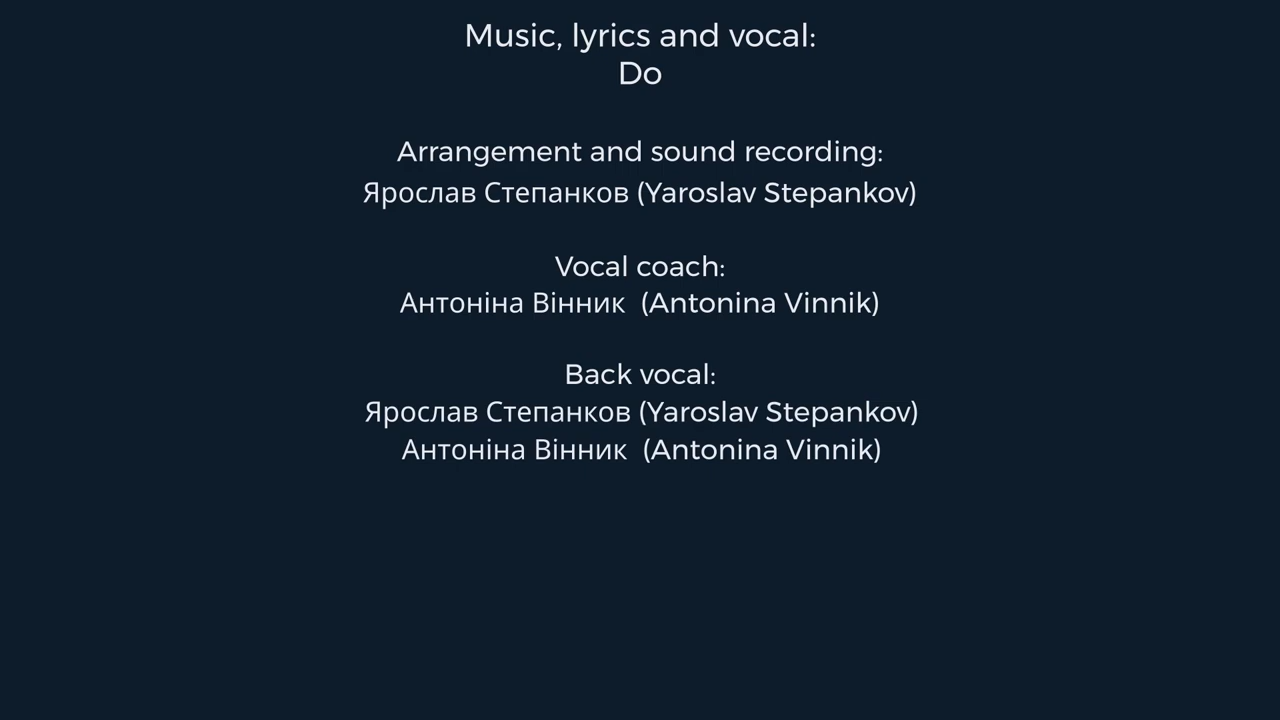 Music, lyrics and vocal:
Do
Arrangement and sound recording:
Ярослав Степанков (Yaroslav Stepankov)
Vocal coach:
Антоніна Вінник (Antonina Vinnik)
Back vocal:
Ярослав Степанков (Yaroslav Stepankov)
Антоніна Вінник (Antonina Vinnik)